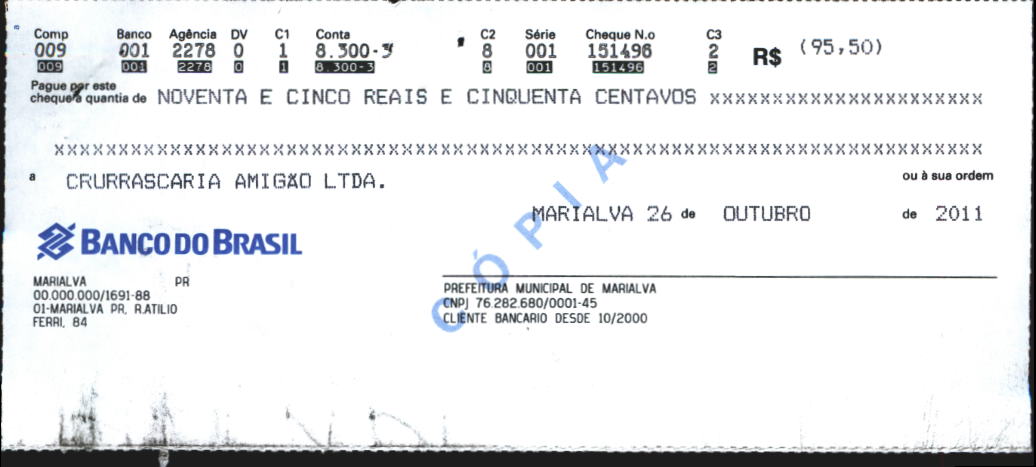 Comp Banco Agência DV C1 Conta C2 Série Cheque N.o C3
009 001 2278 0 1 8.300-3 8 001 151496 2 R$ (95,50)
009 001 2278 0 1 8.300-3 8 001 151496 2
Pague por este
cheque a quantia de NOVENTA E CINCO REAIS E CINQUENTA CENTAVOS xxxxxxxxxxxxxxxxxxxxxxx
xxxxxxxxxxxxxxxxxxxxxxxxxxxxxxxxxxxxxxxxxxxxxxxxxxxxxxxxxxxxxxxxxxxxxxxxxxxxxx
a CRURRASCARIA AMIGÃO LTDA. ou à sua ordem
MARIALVA 26 de OUTUBRO de 2011
BANCO DO BRASIL
MARIALVA PR
00.000.000/1691-88
01-MARIALVA PR, R.ATILIO
FERRI, 84
PREFEITURA MUNICIPAL DE MARIALVA
CNPJ 76.282.680/0001-45
CLIENTE BANCARIO DESDE 10/2000
CÓPIA